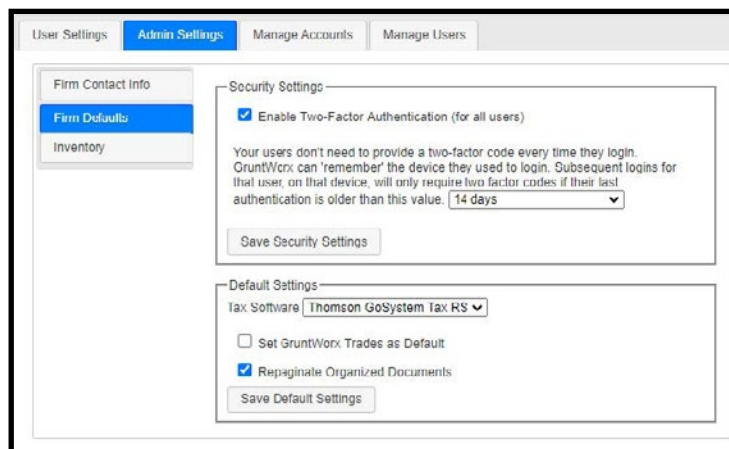 User Settings
Admin Settings
Manage Accounts
Manage Users
Firm Contact Info
Firm Defaults
Inventory
Security Settings
Enable Two-Factor Authentication (for all users)
Your users don't need to provide a two-factor code every time they login.
GruntWorx can 'remember' the device they used to login. Subsequent logins for
that user, on that device, will only require two factor codes if their last
authentication is older than this value. 14 days
Save Security Settings
Default Settings
Tax Software Thomson GoSystem Tax RS
Set GruntWorx Trades as Default
Repaginate Organized Documents
Save Default Settings